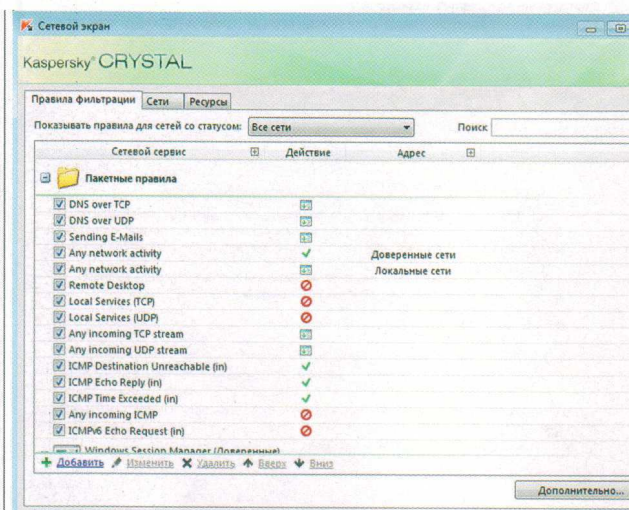 Сетевой экран
Kaspersky® CRYSTAL
Правила фильтрации Сети Ресурсы
Показывать правила для сетей со статусом: Все сети Поиск
Сетевой сервис Действие Адрес
Пакетные правила
DNS over TCP
DNS over UDP
Sending E-Mails
Any network activity Доверенные сети
Any network activity Локальные сети
Remote Desktop
Local Services (TCP)
Local Services (UDP)
Any incoming TCP stream
Any incoming UDP stream
ICMP Destination Unreachable (in)
ICMP Echo Reply (in)
ICMP Time Exceeded (in)
Any incoming ICMP
ICMPv6 Echo Request (in)
Windows Session Manager (Доверенные)
Добавить Изменить Удалить Вверх Вниз
Дополнительно...